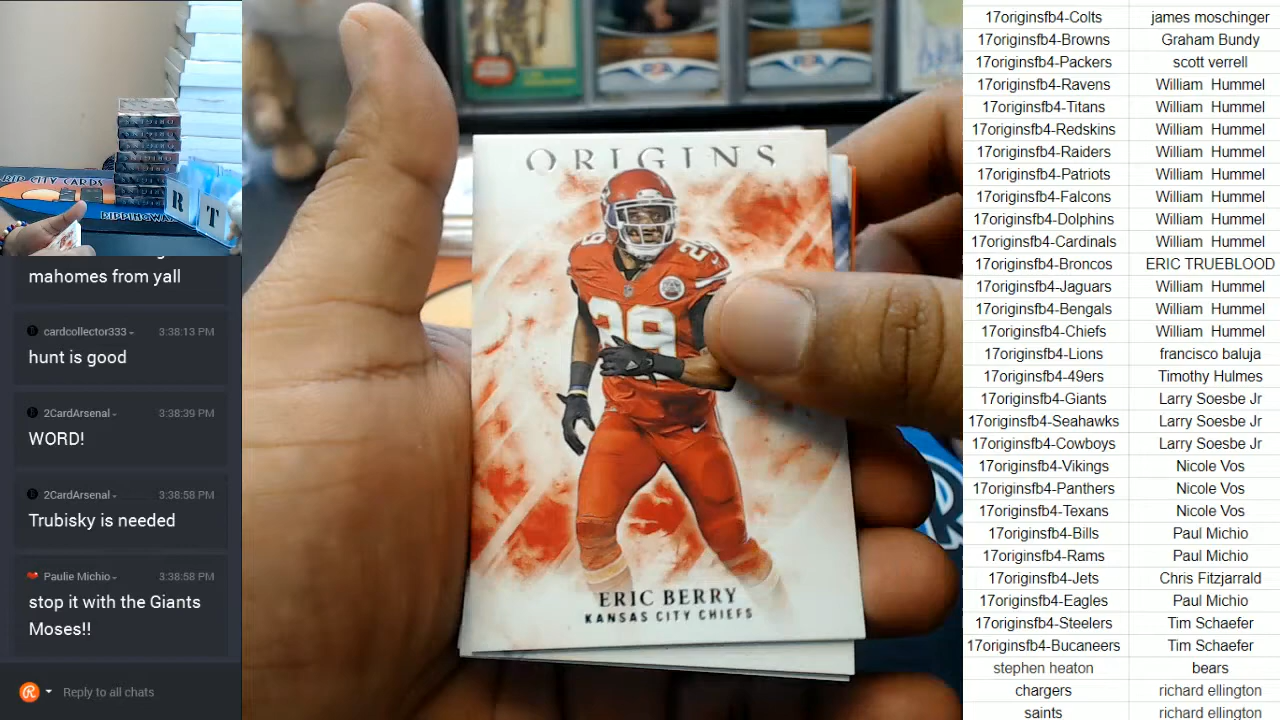 mahomes from yall
cardcollector333
3:38:13 PM
hunt is good
2CardArsenal
3:38:39 PM
WORD!
2CardArsenal
3:38:58 PM
Trubisky is needed
Paulie Michio
3:38:58 PM
stop it with the Giants
Moses!!
Reply to all chats
RIP CITY CARDS
R T
ORIGINS
29
29
ERIC BERRY
KANSAS CITY CHIEFS
17originsfb4-Colts james moschinger
17originsfb4-Browns Graham Bundy
17originsfb4-Packers scott verrell
17originsfb4-Ravens William Hummel
17originsfb4-Titans William Hummel
17originsfb4-Redskins William Hummel
17originsfb4-Raiders William Hummel
17originsfb4-Patriots William Hummel
17originsfb4-Falcons William Hummel
17originsfb4-Dolphins William Hummel
17originsfb4-Cardinals William Hummel
17originsfb4-Broncos ERIC TRUEBLOOD
17originsfb4-Jaguars William Hummel
17originsfb4-Bengals William Hummel
17originsfb4-Chiefs William Hummel
17originsfb4-Lions francisco baluja
17originsfb4-49ers Timothy Hulmes
17originsfb4-Giants Larry Soesbe Jr
17originsfb4-Seahawks Larry Soesbe Jr
17originsfb4-Cowboys Larry Soesbe Jr
17originsfb4-Vikings Nicole Vos
17originsfb4-Panthers Nicole Vos
17originsfb4-Texans Nicole Vos
17originsfb4-Bills Paul Michio
17originsfb4-Rams Paul Michio
17originsfb4-Jets Chris Fitzjarrald
17originsfb4-Eagles Paul Michio
17originsfb4-Steelers Tim Schaefer
17originsfb4-Bucaneers Tim Schaefer
stephen heaton bears
chargers richard ellington
saints richard ellington